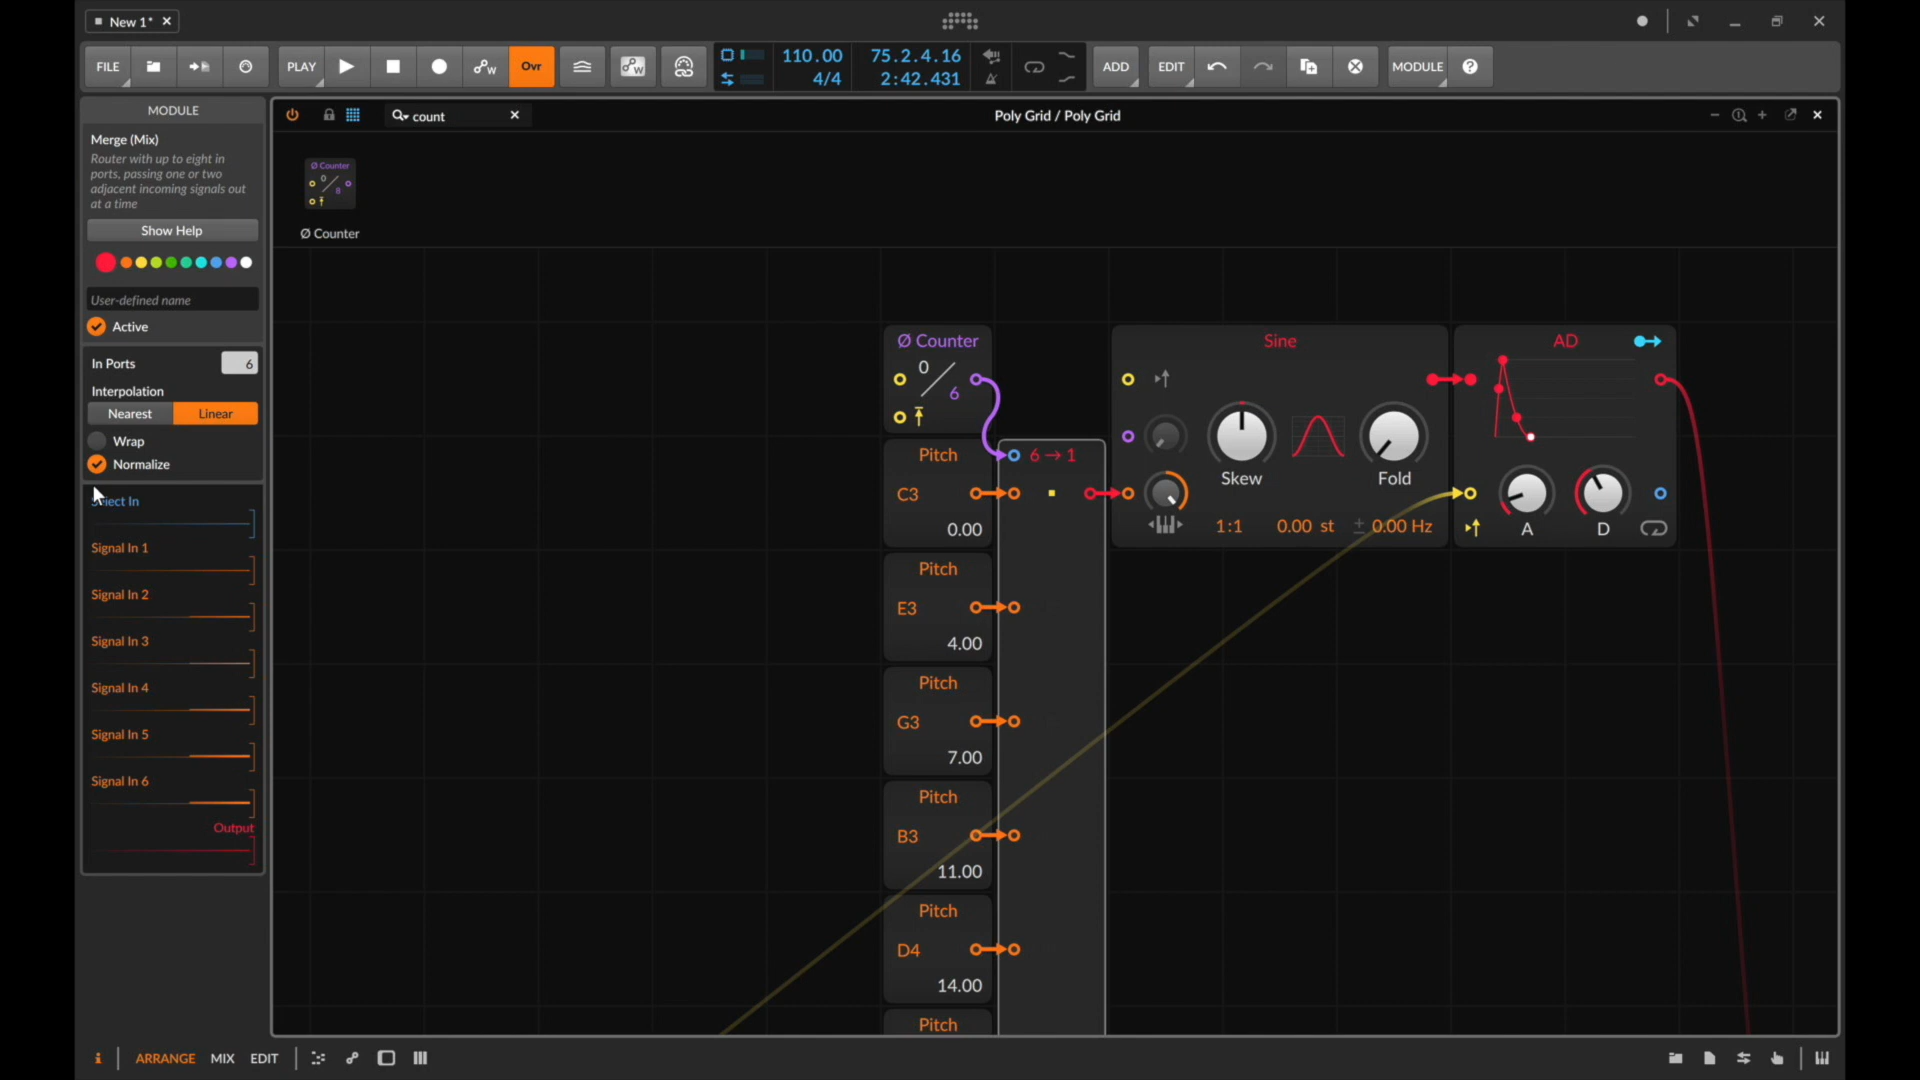 New 1*
FILE
PLAY
Ovr
110.00
4/4
75.2.4.16
2:42.431
ADD
EDIT
MODULE
MODULE
Merge (Mix)
Router with up to eight in
ports, passing one or two
adjacent incoming signals out
at a time
Show Help
User-defined name
Active
In Ports 6
Interpolation
Nearest Linear
Wrap
Normalize
ect In
Signal In 1
Signal In 2
Signal In 3
Signal In 4
Signal In 5
Signal In 6
Output
count
Poly Grid / Poly Grid
Ø Counter
0
8
Ø Counter
Ø Counter
0
6
Pitch
C3
0.00
Pitch
E3
4.00
Pitch
G3
7.00
Pitch
B3
11.00
Pitch
D4
14.00
Pitch
6 → 1
Sine
Skew
Fold
1:1 0.00 st ± 0.00 Hz
AD
A
D
i
ARRANGE MIX EDIT